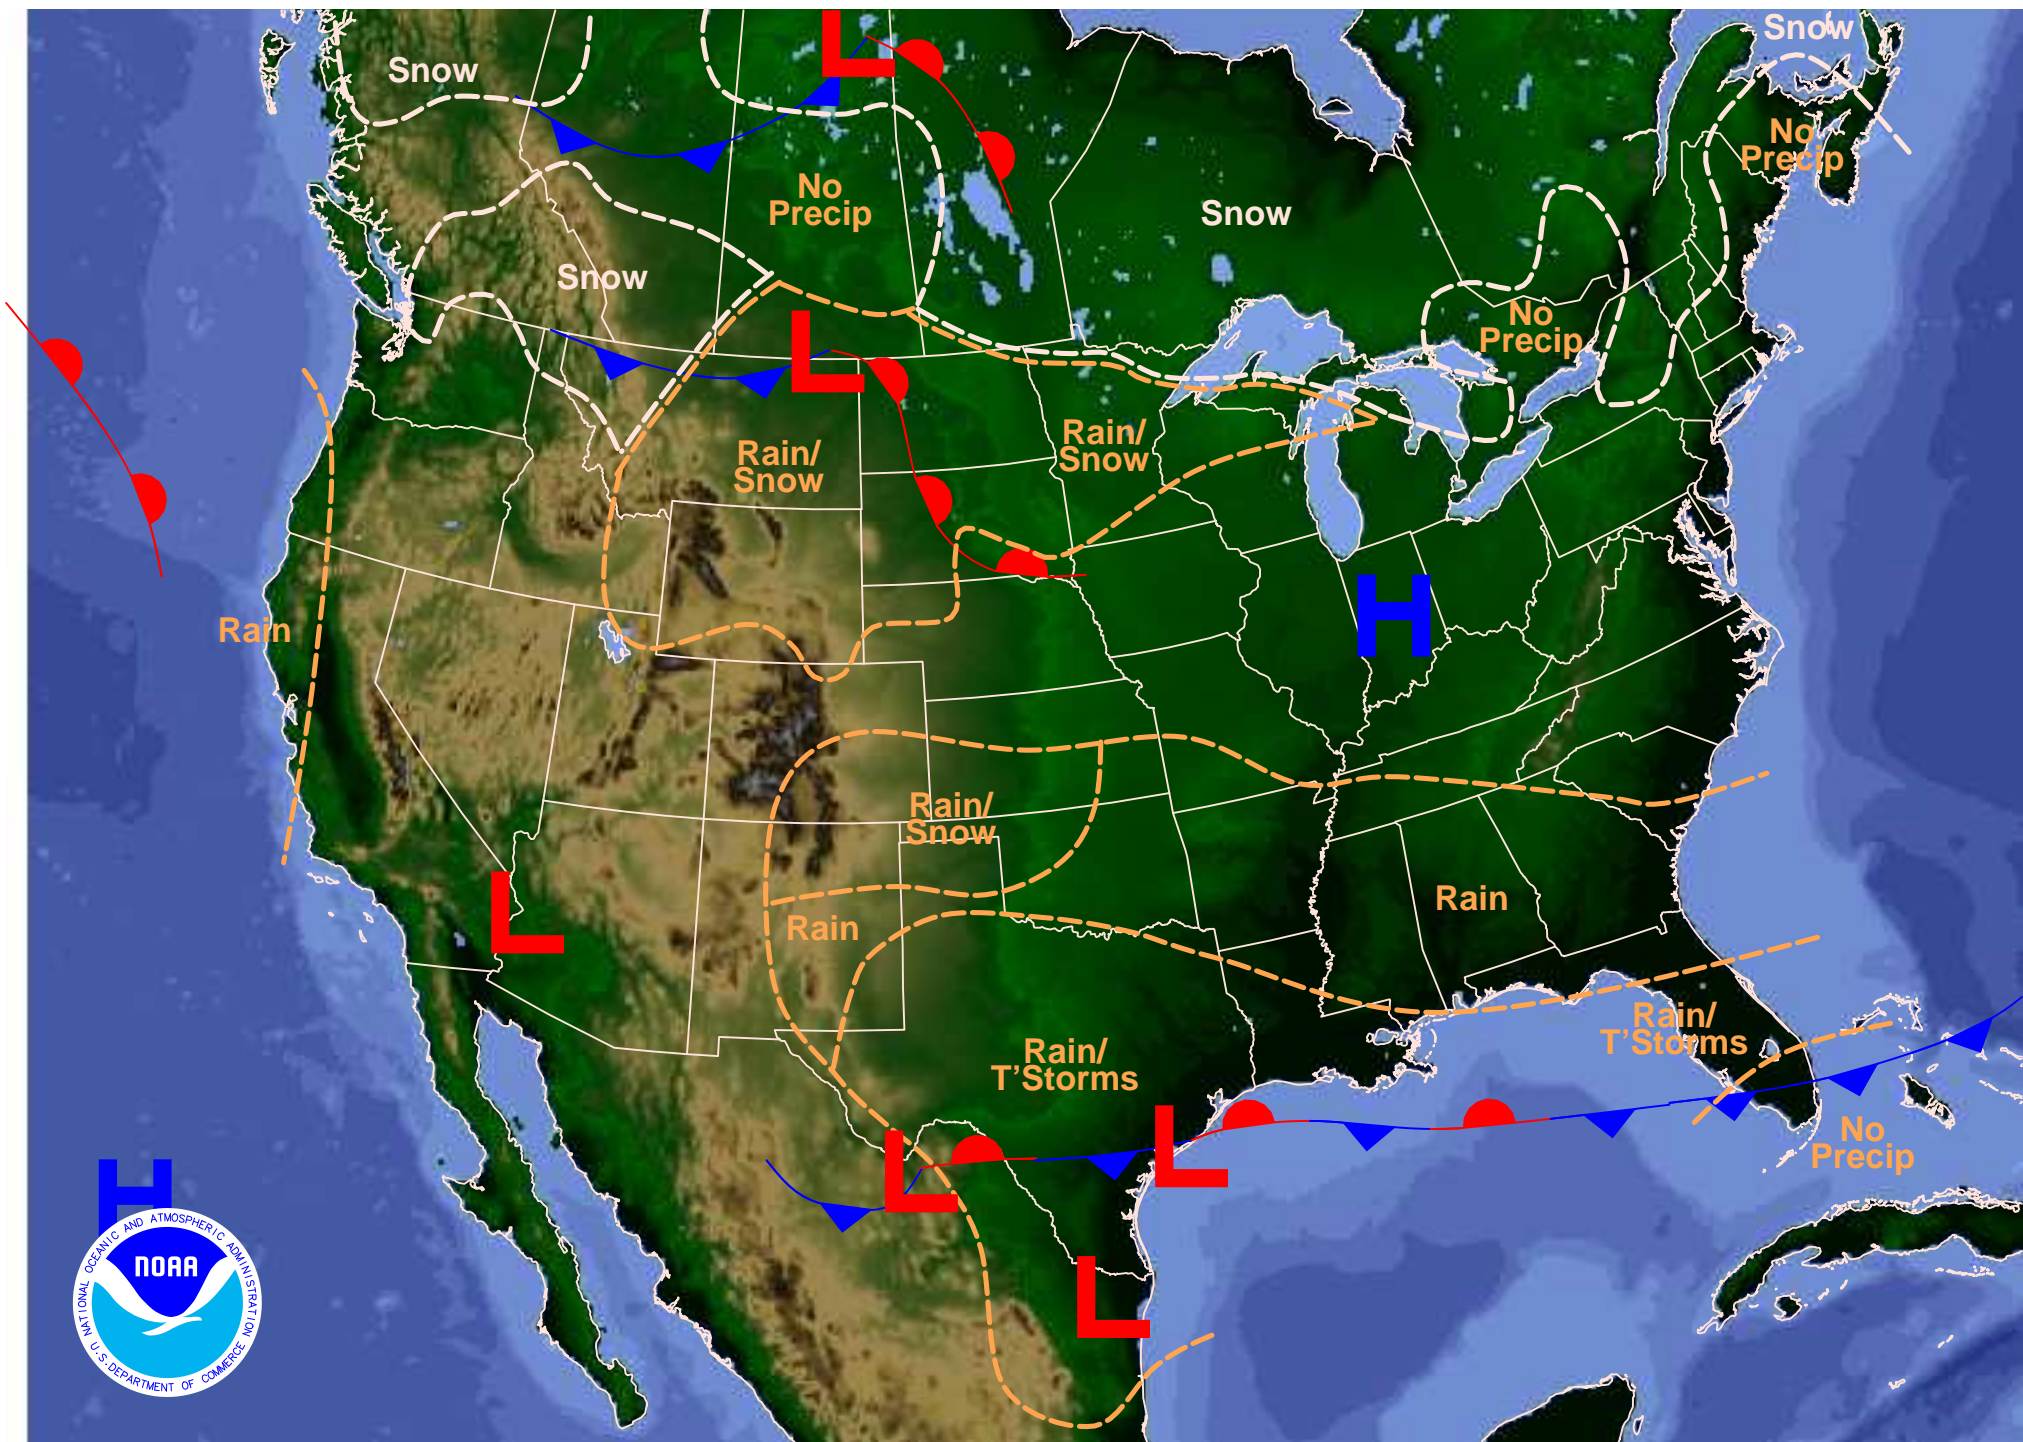 Snow
L
Snow
No
Precip
No
Precip
Snow
Snow
L
No
Precip
Rain/
Snow
Rain/
Snow
H
Rain
Rain/
Snow
L
Rain
Rain
Rain/
T'Storms
Rain/
T'Storms
L
L
No
Precip
H
L
NATIONAL OCEANIC AND ATMOSPHERIC ADMINISTRATION
NOAA
U.S. DEPARTMENT OF COMMERCE